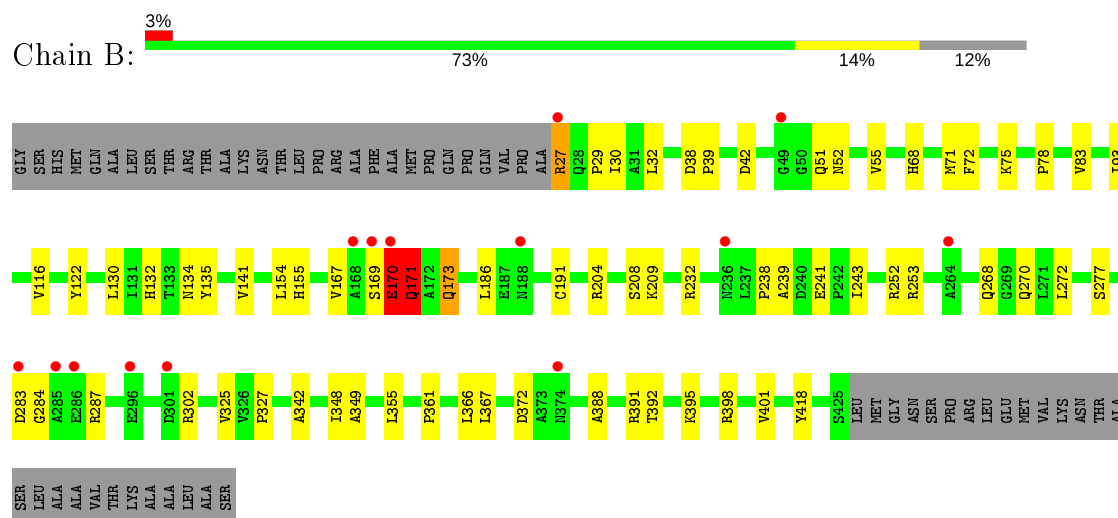 3%
Chain B:
73% 14% 12%
GLY SER HIS MET GLN ALA LEU SER THR ARG THR ALA LYS ASN THR LEU PRO ARG ALA PHE ALA MET PRO GLN PRO GLN VAL PRO ALA R27 Q28 P29 I30 A31 L32 D38 P39 D42 G49 G50 Q51 N52 V55 H68 M71 F72 K75 P78 V83 I93
V116 Y122 L130 I131 H132 T133 N134 Y135 V141 L154 H155 V167 A168 S169 E170 Q171 A172 Q173 L186 E187 N188 C191 R204 S208 K209 R232 N236 L237 P238 A239 D240 E241 P242 I243 R252 R253 A264 Q268 G269 Q270 L271 L272 S277
D283 G284 A285 E286 R287 E296 D301 R302 V325 V326 P327 A342 I348 A349 L355 P361 L366 L367 D372 A373 N374 A388 R391 T392 K395 R398 V401 Y418 S425 LEU MET GLY ASN SER PRO ARG LEU GLU MET VAL LYS ASN THR ALA
SER LEU ALA ALA VAL THR LYS ALA ALA LEU ALA SER